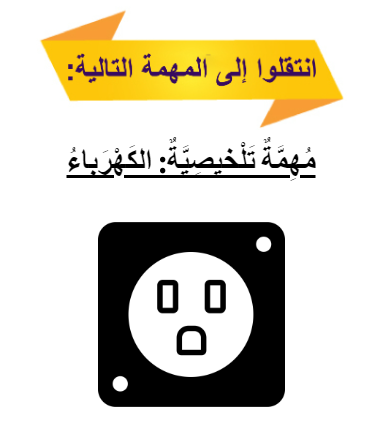 انتقلوا إلى المهمة التالية:
مُهِمَّةٌ تَلْخيصِيَّةٌ: الكَهْرَباءُ